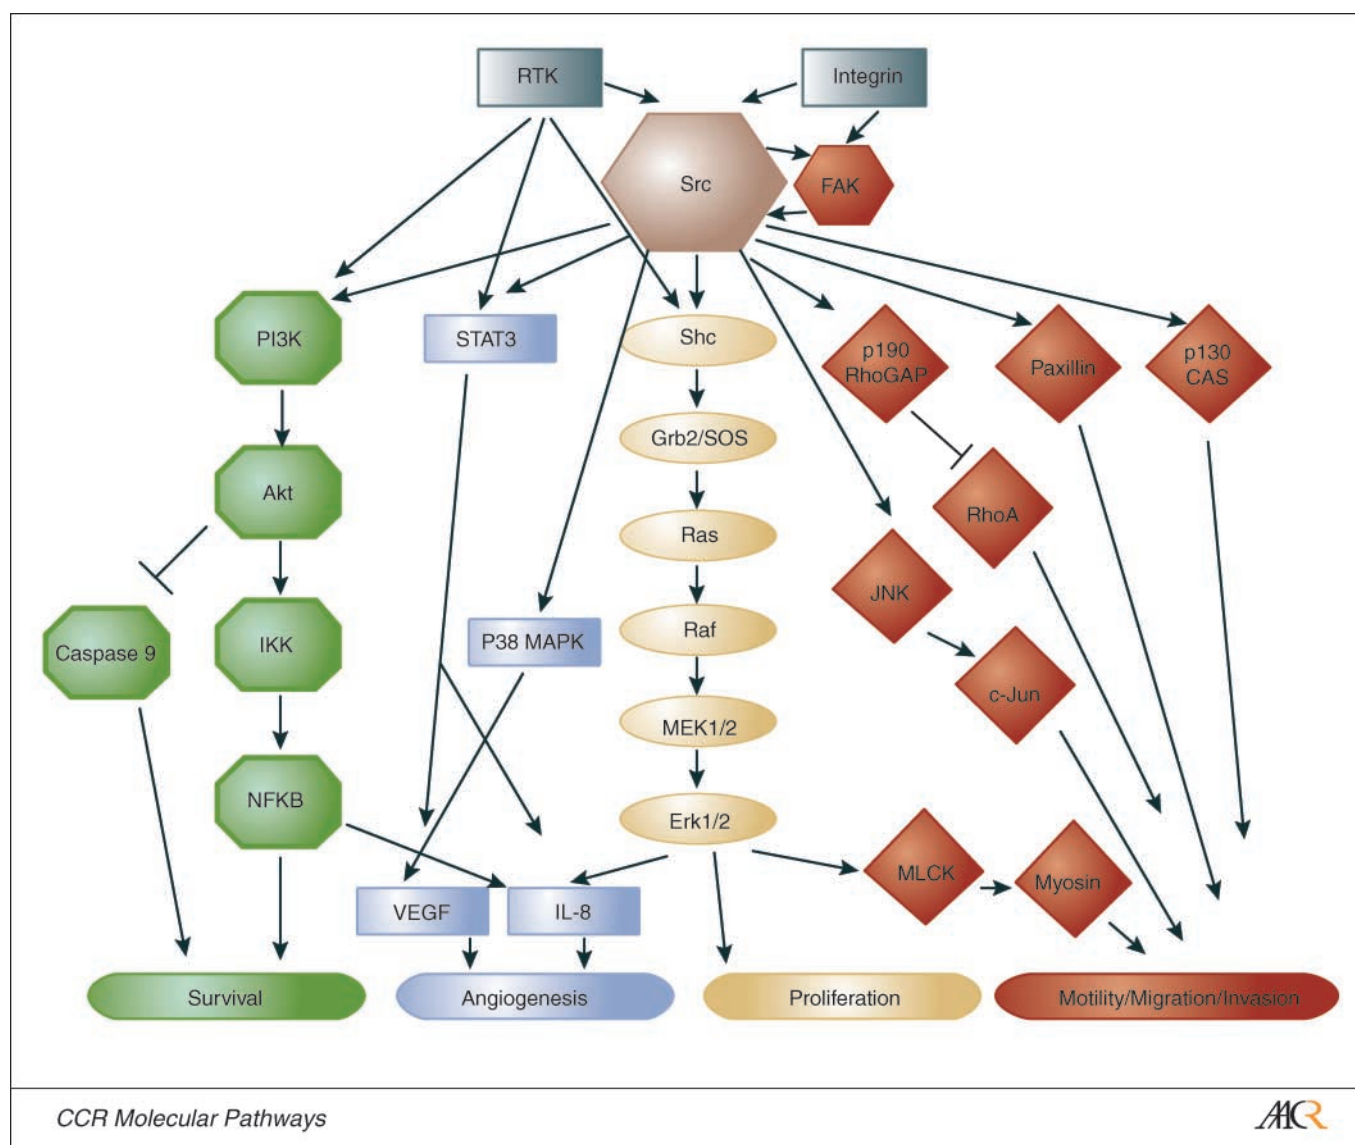 RTK
Integrin
Src
FAK
PI3K
STAT3
Shc
p190
RhoGAP
Paxillin
p130
CAS
Grb2/SOS
Akt
Ras
RhoA
JNK
Caspase 9
IKK
P38 MAPK
Raf
c-Jun
MEK1/2
NFKB
Erk1/2
MLCK
Myosin
VEGF
IL-8
Survival
Angiogenesis
Proliferation
Motility/Migration/Invasion
CCR Molecular Pathways
AACR